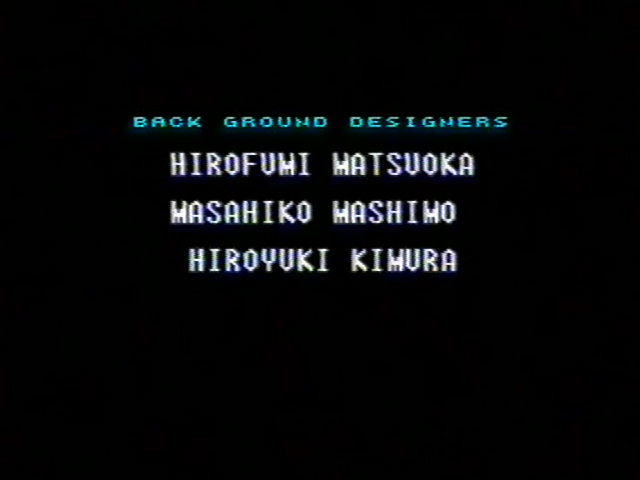 BACK GROUND DESIGNERS
HIROFUMI MATSUOKA
MASAHIKO MASHIMO
HIROYUKI KIMURA